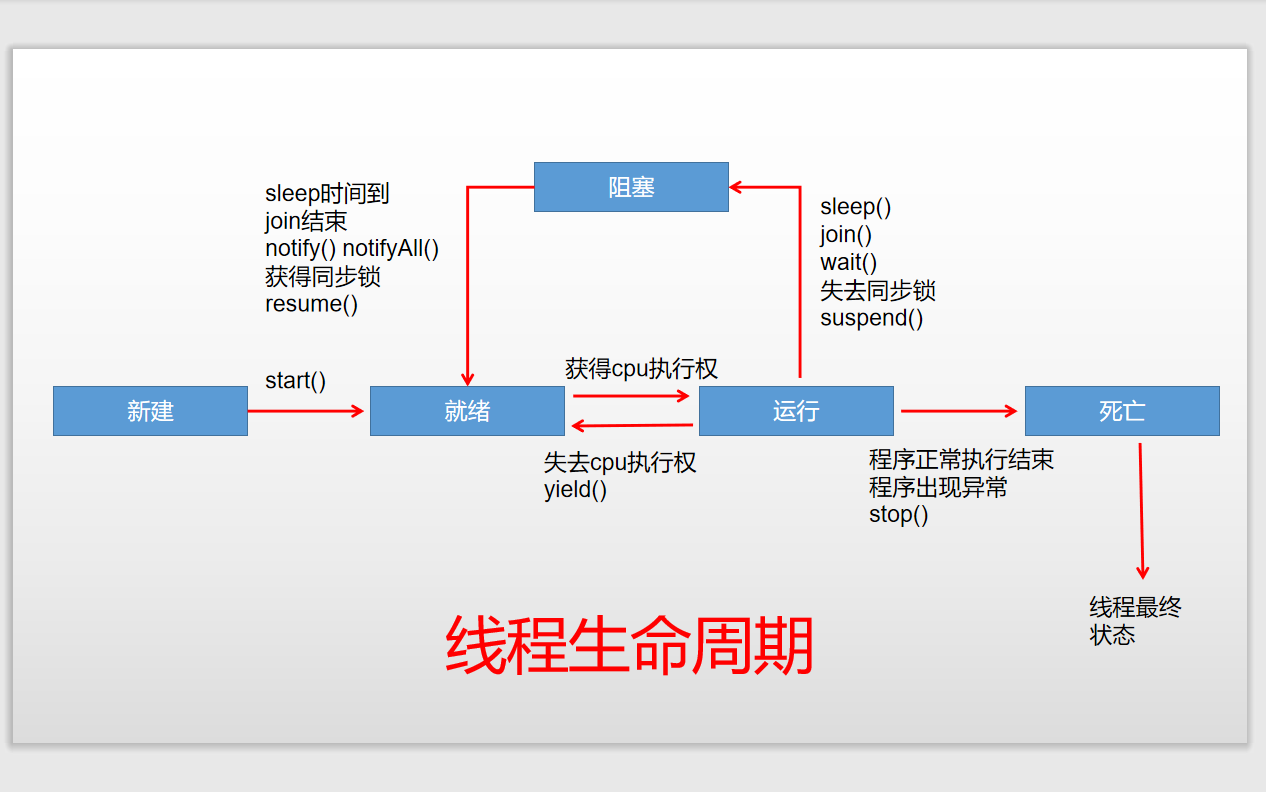 阻塞
sleep时间到
join结束
notify() notifyAll()
获得同步锁
resume()
sleep()
join()
wait()
失去同步锁
suspend()
start()
获得cpu执行权
新建
就绪
运行
死亡
失去cpu执行权
yield()
程序正常执行结束
程序出现异常
stop()
线程最终
状态
线程生命周期